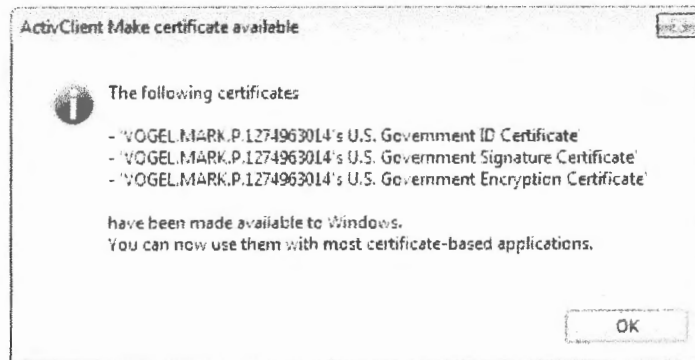 ActivClient Make certificate available
The following certificates
- 'VOGEL.MARK.P.1274963014's U.S. Government ID Certificate'
- 'VOGEL.MARK.P.1274963014's U.S. Government Signature Certificate'
- 'VOGEL.MARK.P.1274963014's U.S. Government Encryption Certificate'
have been made available to Windows.
You can now use them with most certificate-based applications.
OK